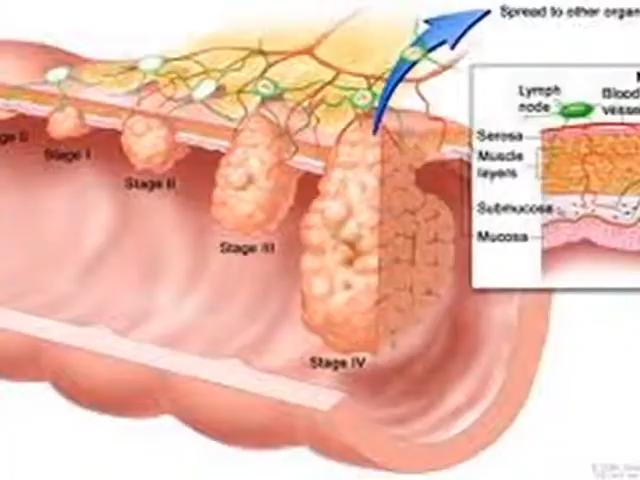 Spread to other organ
Lymph
node
Blood
vesse
Serosa
Muscle
layers
Submucosa
Mucosa
Stage I
Stage II
Stage III
Stage IV